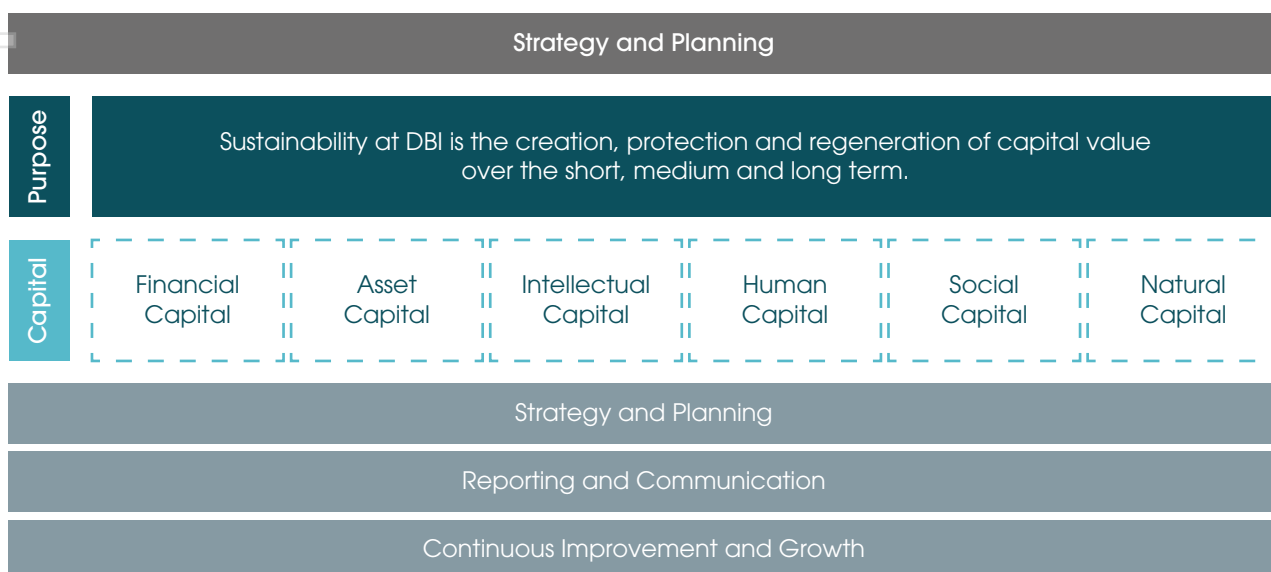 Strategy and Planning
Purpose
Sustainability at DBI is the creation, protection and regeneration of capital value
over the short, medium and long term.
Capital
Financial
Capital
Asset
Capital
Intellectual
Capital
Human
Capital
Social
Capital
Natural
Capital
Strategy and Planning
Reporting and Communication
Continuous Improvement and Growth